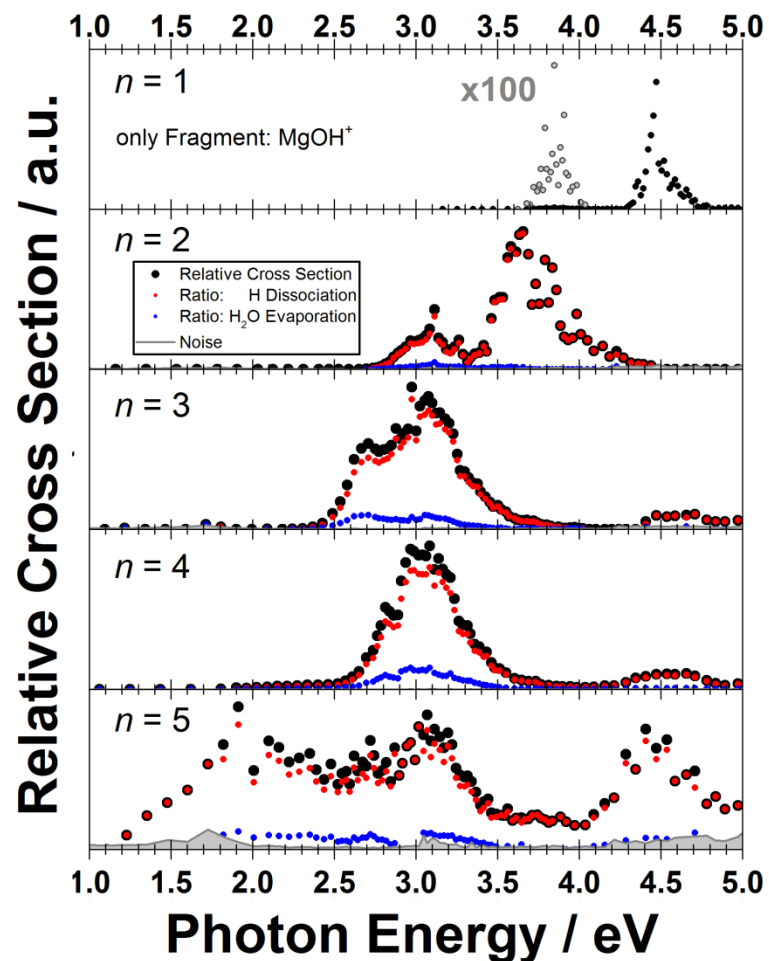 1.0 1.5 2.0 2.5 3.0 3.5 4.0 4.5 5.0
n = 1
x100
only Fragment: MgOH⁺
n = 2
Relative Cross Section
Ratio: H Dissociation
Ratio: H₂O Evaporation
Noise
n = 3
n = 4
n = 5
Relative Cross Section / a.u.
1.0 1.5 2.0 2.5 3.0 3.5 4.0 4.5 5.0
Photon Energy / eV